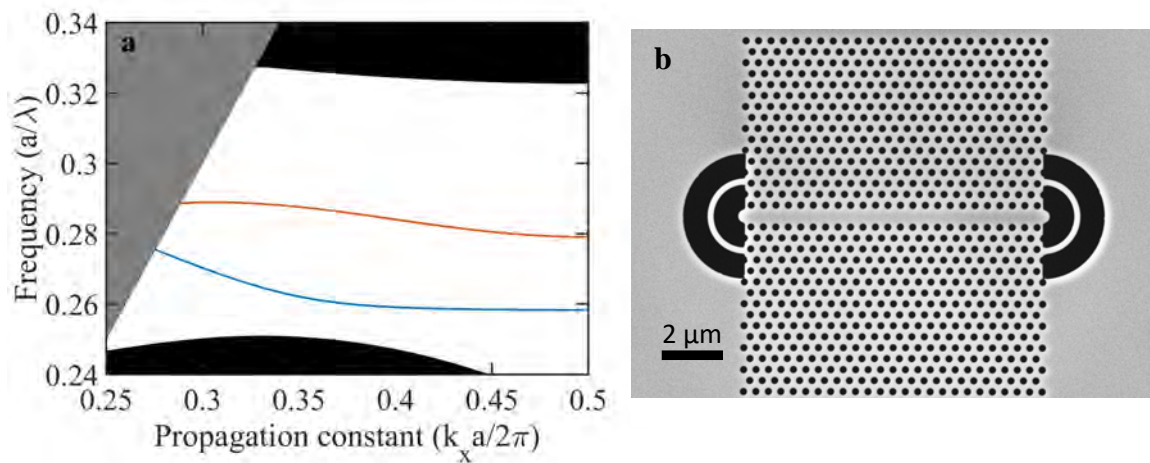 a
0.34
0.32
0.3
0.28
0.26
0.24
Frequency (a/λ)
0.25 0.3 0.35 0.4 0.45 0.5
Propagation constant (kₓa/2π)
b
2 μm